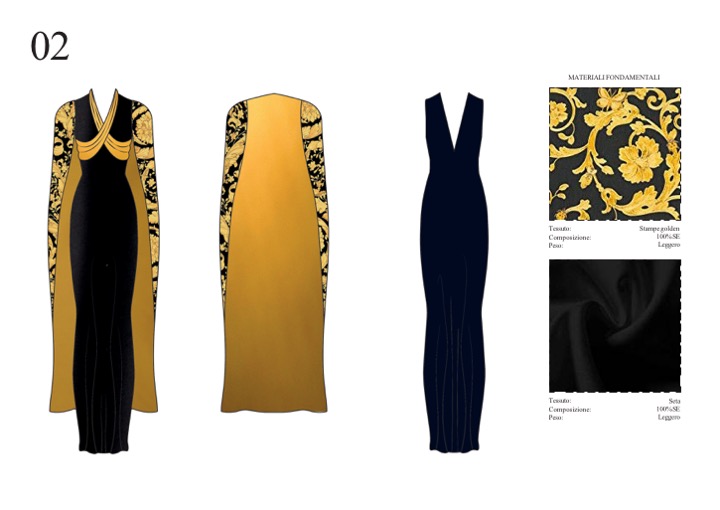 02
MATERIALI FONDAMENTALI
Tessuto: Stampe golden
Composizione: 100%SE
Peso: Leggero
Tessuto: Seta
Composizione: 100%SE
Peso: Leggero